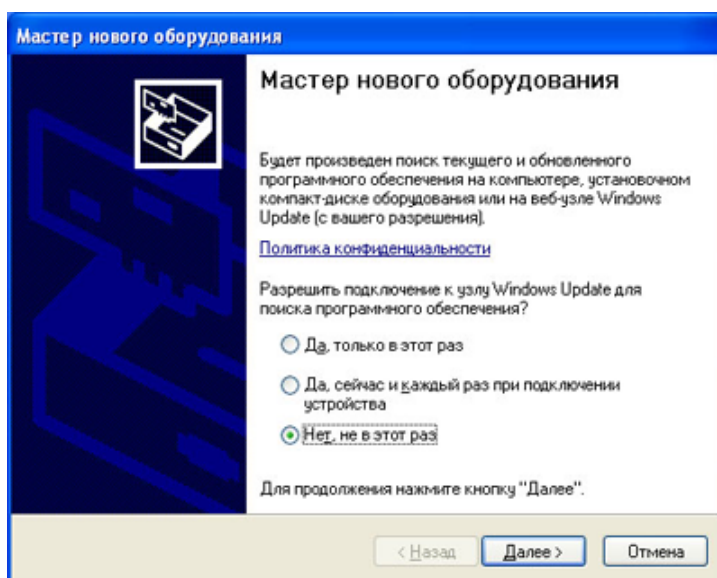 Мастер нового оборудования
Мастер нового оборудования
Будет произведен поиск текущего и обновленного
программного обеспечения на компьютере, установочном
компакт-диске оборудования или на веб-узле Windows
Update (с вашего разрешения).
Политика конфиденциальности
Разрешить подключение к узлу Windows Update для
поиска программного обеспечения?
Да, только в этот раз
Да, сейчас и каждый раз при подключении
устройства
Нет, не в этот раз
Для продолжения нажмите кнопку "Далее".
< Назад
Далее >
Отмена